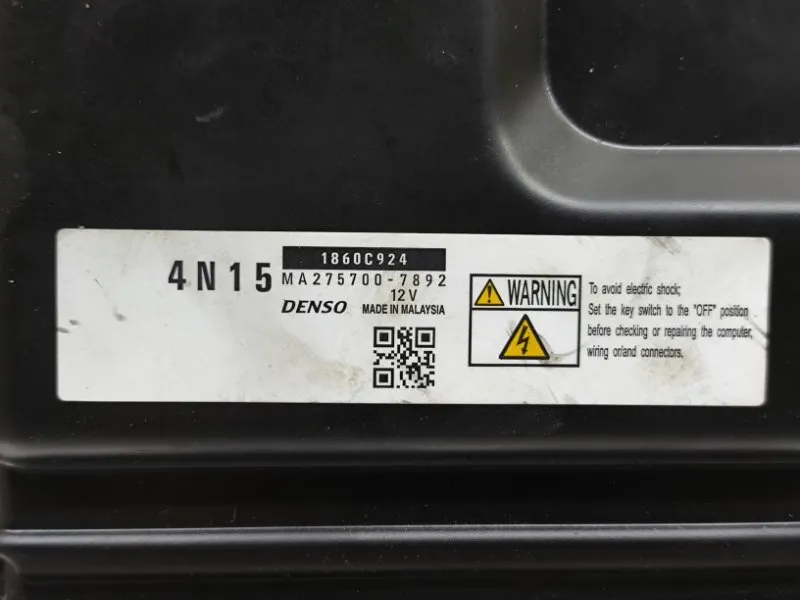 4N15
1860C924
MA275700-7892
12V
DENSO MADE IN MALAYSIA
WARNING
To avoid electric shock;
Set the key switch to the "OFF" position
before checking or repairing the computer,
wiring or/and connectors.